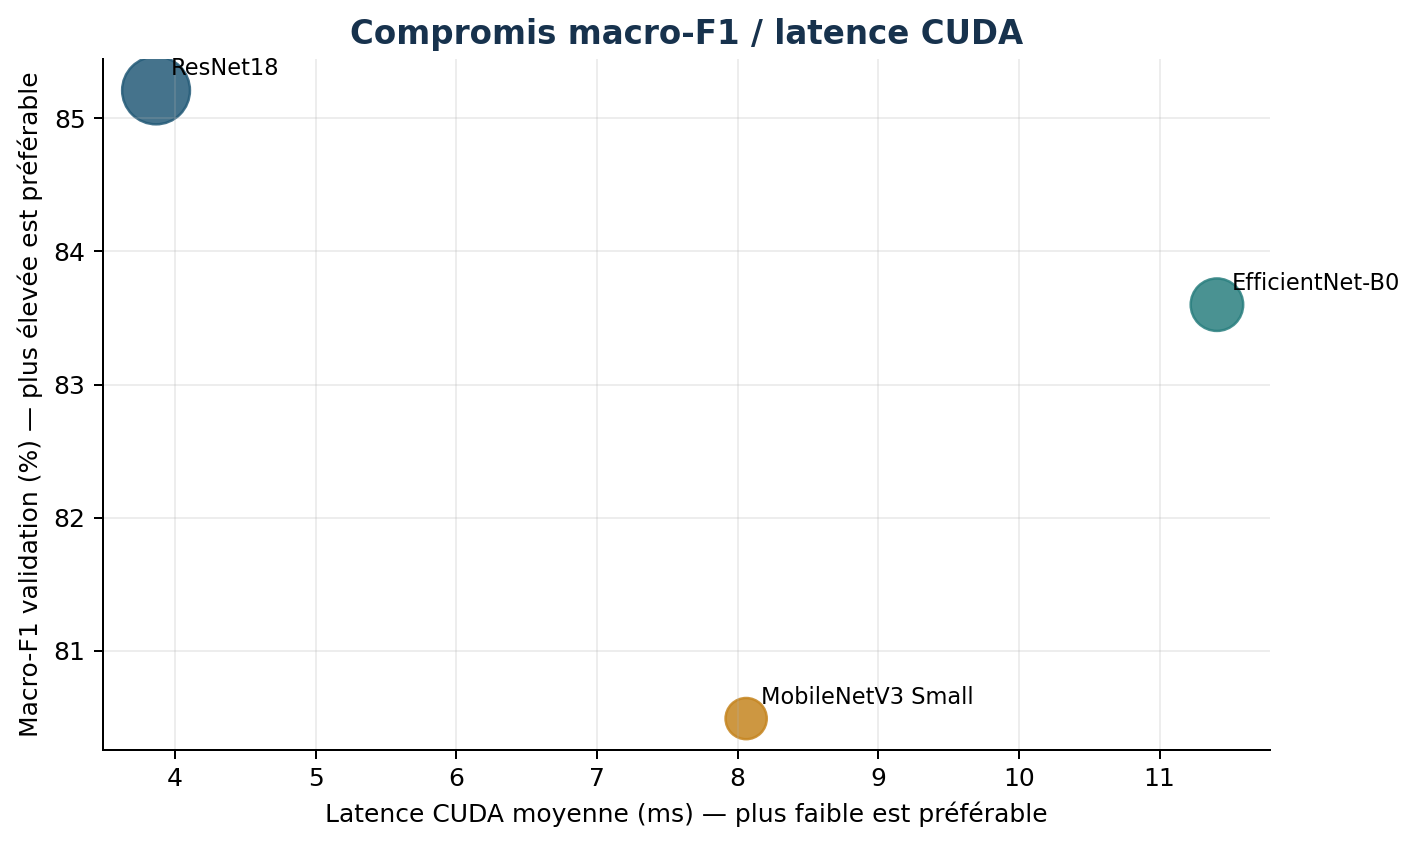 Compromis macro-F1 / latence CUDA
Macro-F1 validation (%) — plus élevée est préférable
85
84
83
82
81
ResNet18
EfficientNet-B0
MobileNetV3 Small
4 5 6 7 8 9 10 11
Latence CUDA moyenne (ms) — plus faible est préférable